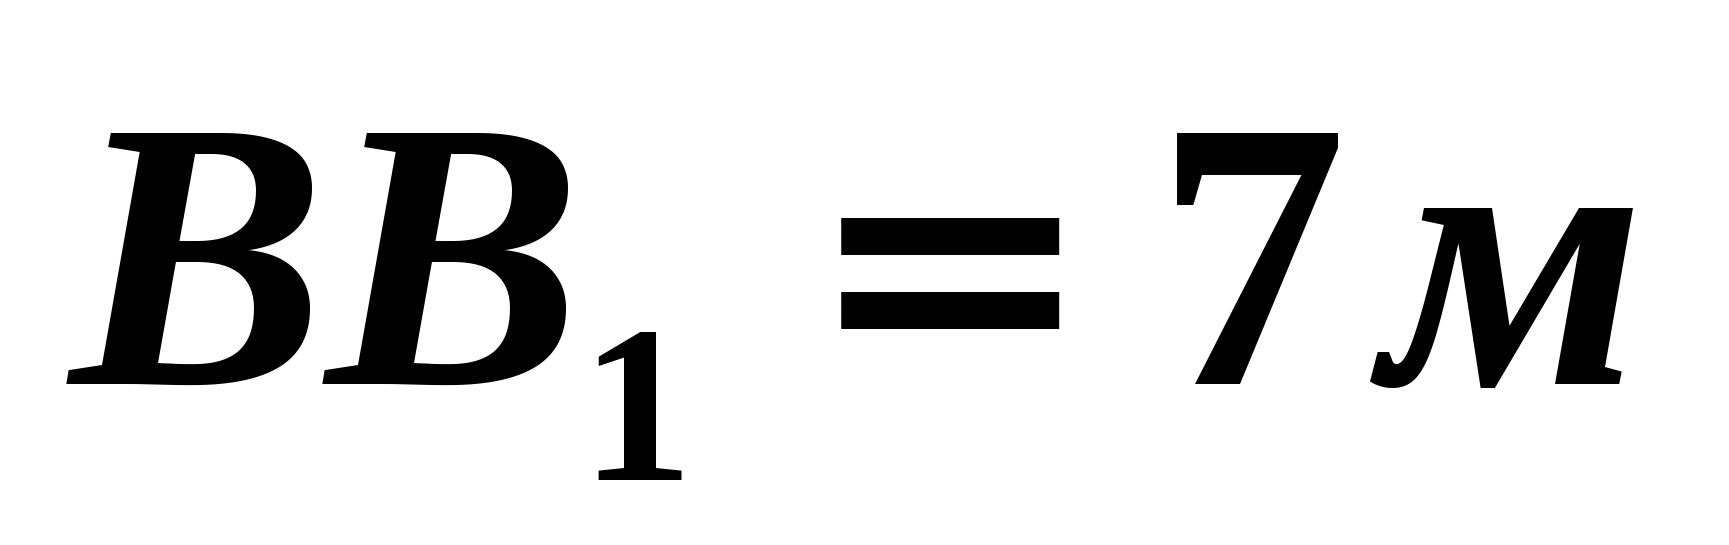 BB₁ = 7 м